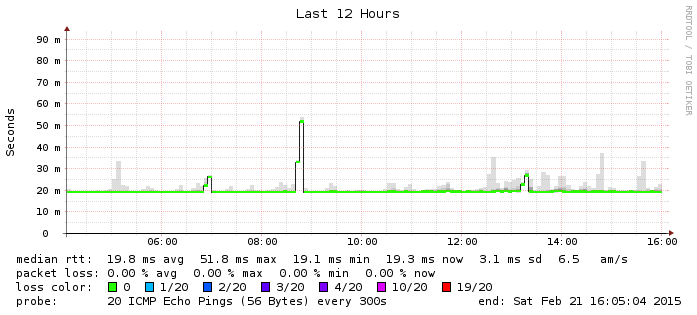 Last 12 Hours
RRDTOOL / TOBI OETIKER
Seconds
90 m
80 m
70 m
60 m
50 m
40 m
30 m
20 m
10 m
0
06:00 08:00 10:00 12:00 14:00 16:00
median rtt: 19.8 ms avg 51.8 ms max 19.1 ms min 19.3 ms now 3.1 ms sd 6.5 am/s
packet loss: 0.00 % avg 0.00 % max 0.00 % min 0.00 % now
loss color: 0 1/20 2/20 3/20 4/20 10/20 19/20
probe: 20 ICMP Echo Pings (56 Bytes) every 300s end: Sat Feb 21 16:05:04 2015